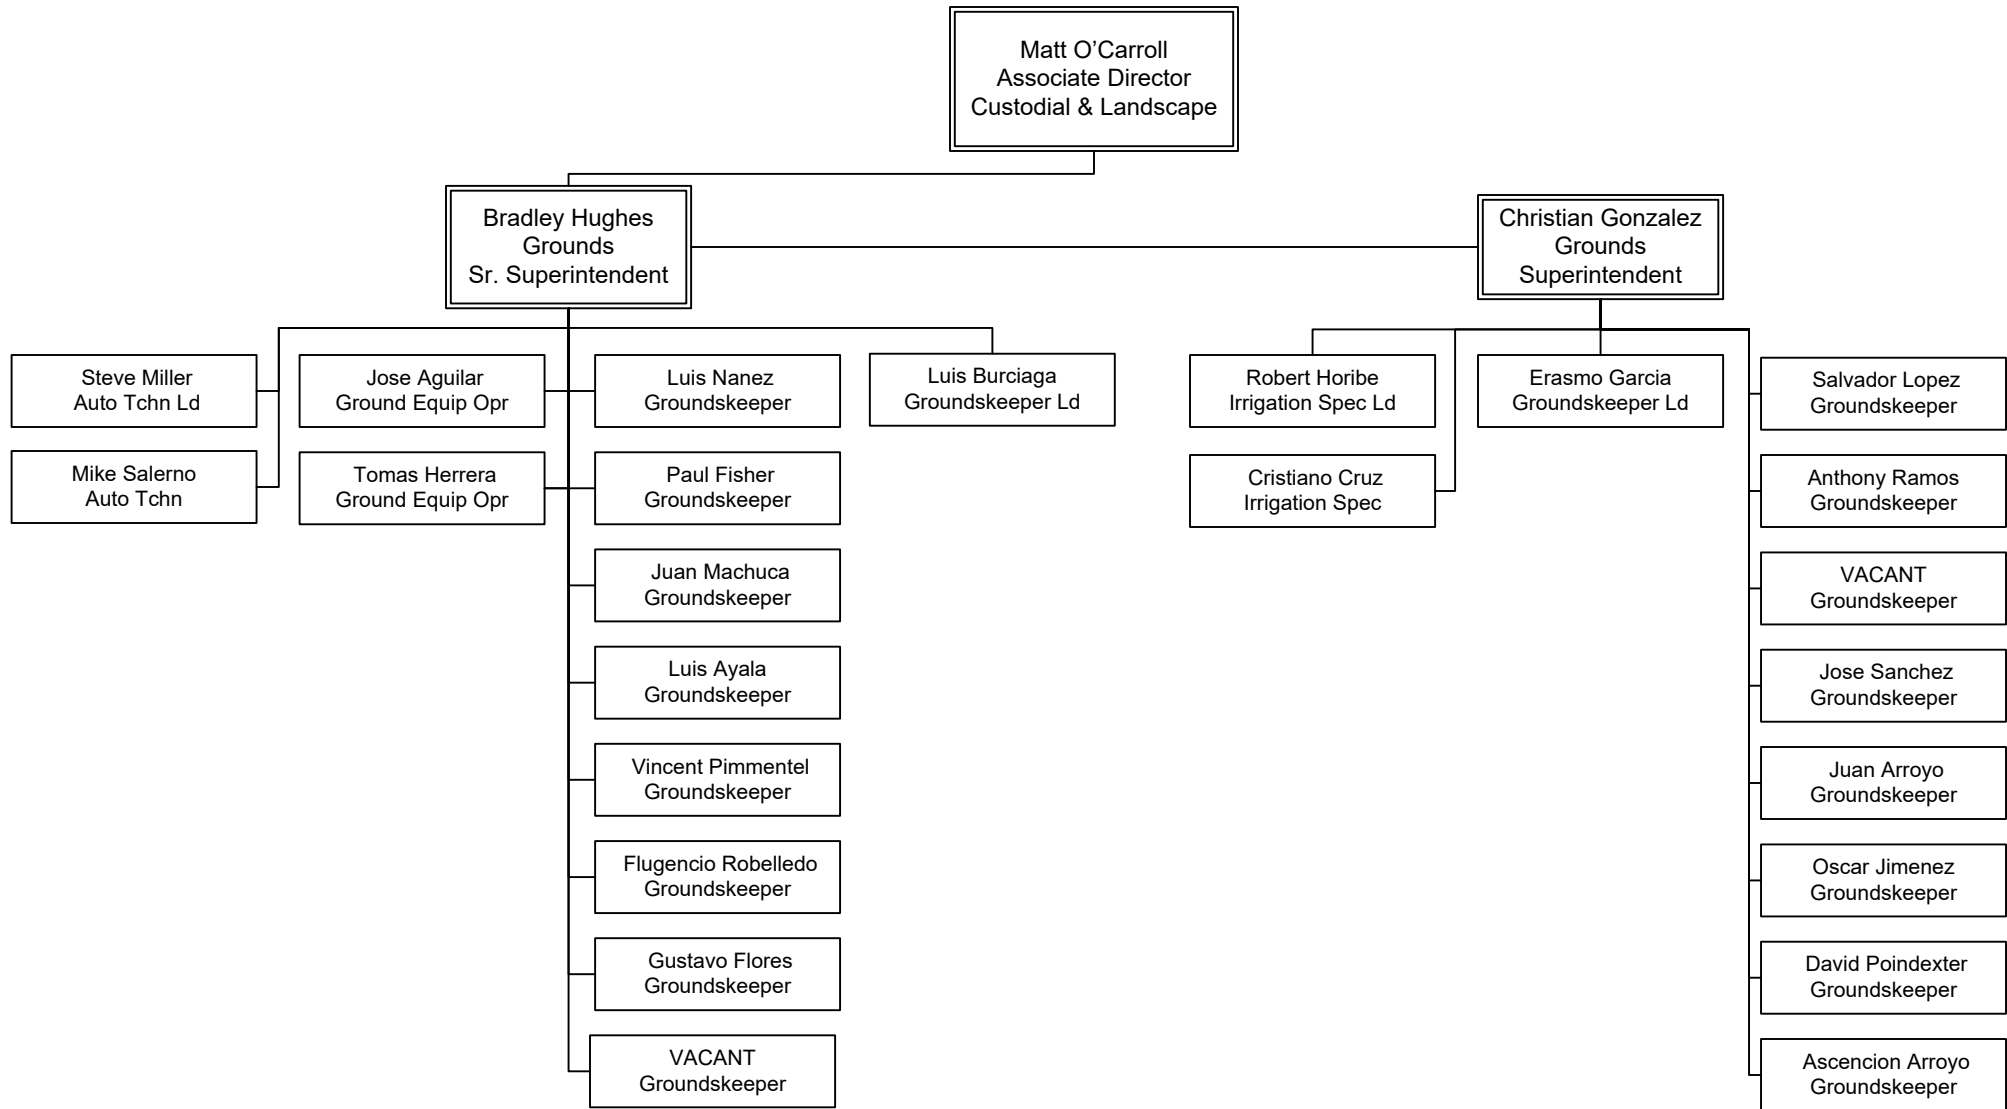 Matt O’Carroll
Associate Director
Custodial & Landscape
Bradley Hughes
Grounds
Sr. Superintendent
Christian Gonzalez
Grounds
Superintendent
Steve Miller
Auto Tchn Ld
Mike Salerno
Auto Tchn
Jose Aguilar
Ground Equip Opr
Tomas Herrera
Ground Equip Opr
Luis Nanez
Groundskeeper
Paul Fisher
Groundskeeper
Juan Machuca
Groundskeeper
Luis Ayala
Groundskeeper
Vincent Pimmentel
Groundskeeper
Flugencio Robelledo
Groundskeeper
Gustavo Flores
Groundskeeper
VACANT
Groundskeeper
Luis Burciaga
Groundskeeper Ld
Robert Horibe
Irrigation Spec Ld
Cristiano Cruz
Irrigation Spec
Erasmo Garcia
Groundskeeper Ld
Salvador Lopez
Groundskeeper
Anthony Ramos
Groundskeeper
VACANT
Groundskeeper
Jose Sanchez
Groundskeeper
Juan Arroyo
Groundskeeper
Oscar Jimenez
Groundskeeper
David Poindexter
Groundskeeper
Ascencion Arroyo
Groundskeeper